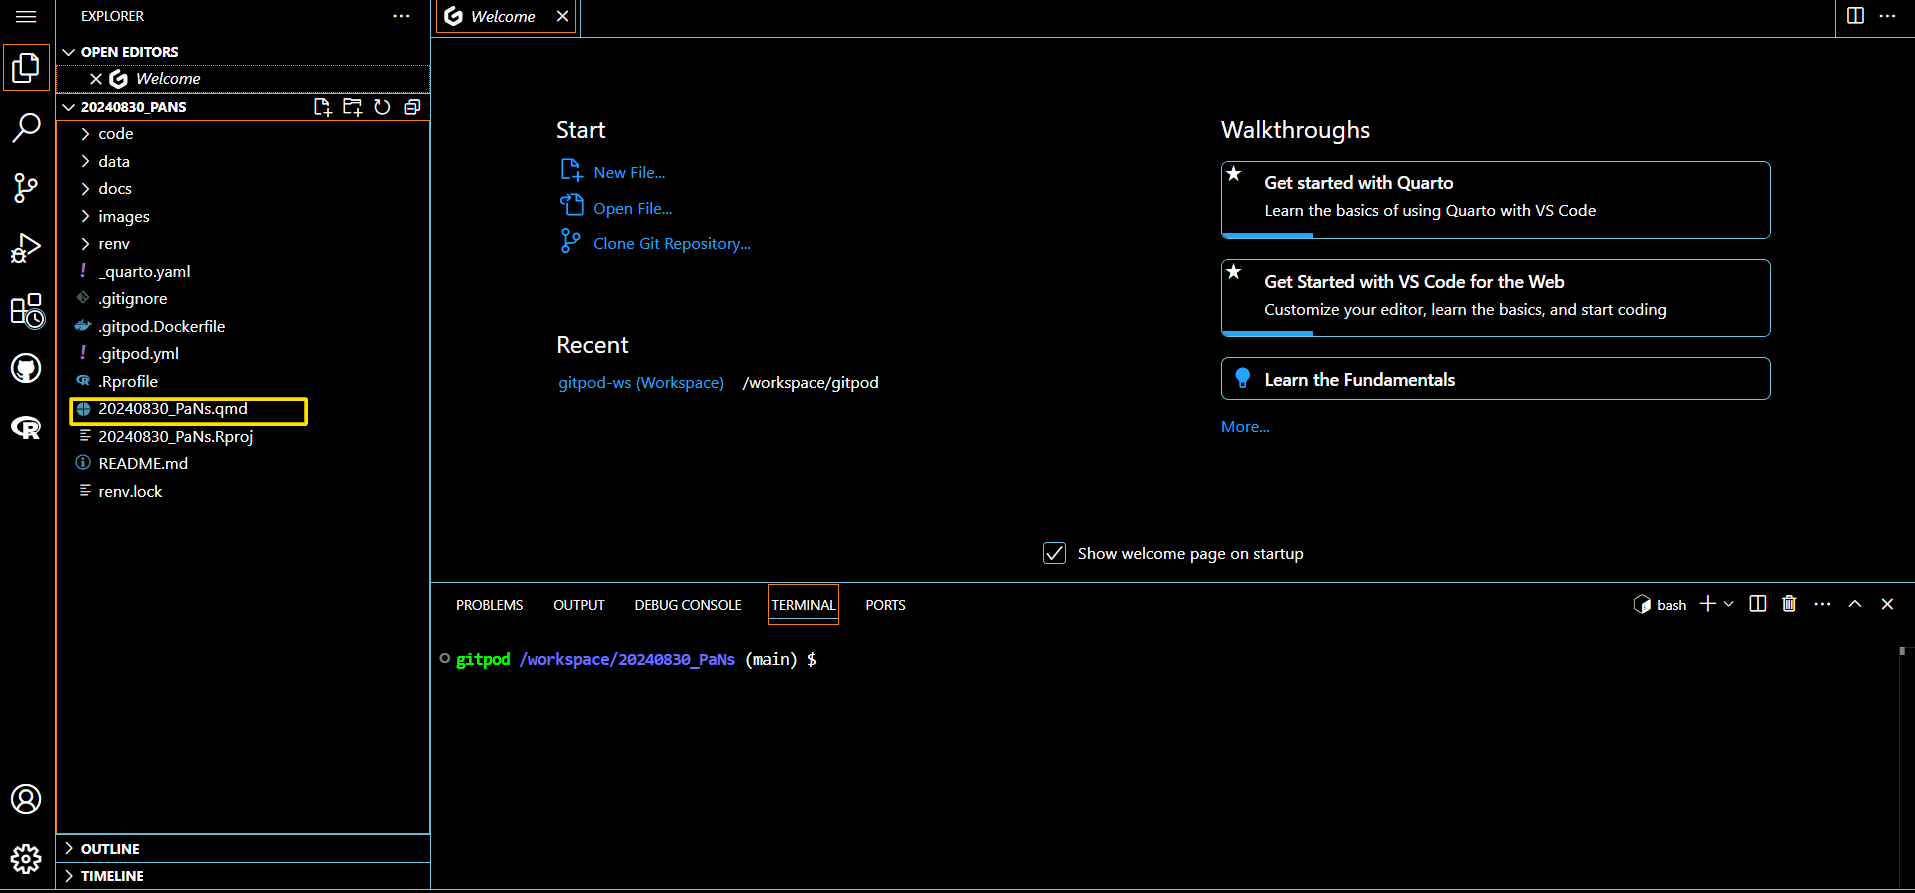 EXPLORER
OPEN EDITORS
Welcome
20240830_PANS
code
data
docs
images
renv
_quarto.yaml
.gitignore
.gitpod.Dockerfile
.gitpod.yml
.Rprofile
20240830_PaNs.qmd
20240830_PaNs.Rproj
README.md
renv.lock
OUTLINE
TIMELINE
Welcome
Start
New File...
Open File...
Clone Git Repository...
Recent
gitpod-ws (Workspace) /workspace/gitpod
Walkthroughs
Get started with Quarto
Learn the basics of using Quarto with VS Code
Get Started with VS Code for the Web
Customize your editor, learn the basics, and start coding
Learn the Fundamentals
More...
Show welcome page on startup
PROBLEMS OUTPUT DEBUG CONSOLE TERMINAL PORTS bash
gitpod /workspace/20240830_PaNs (main) $